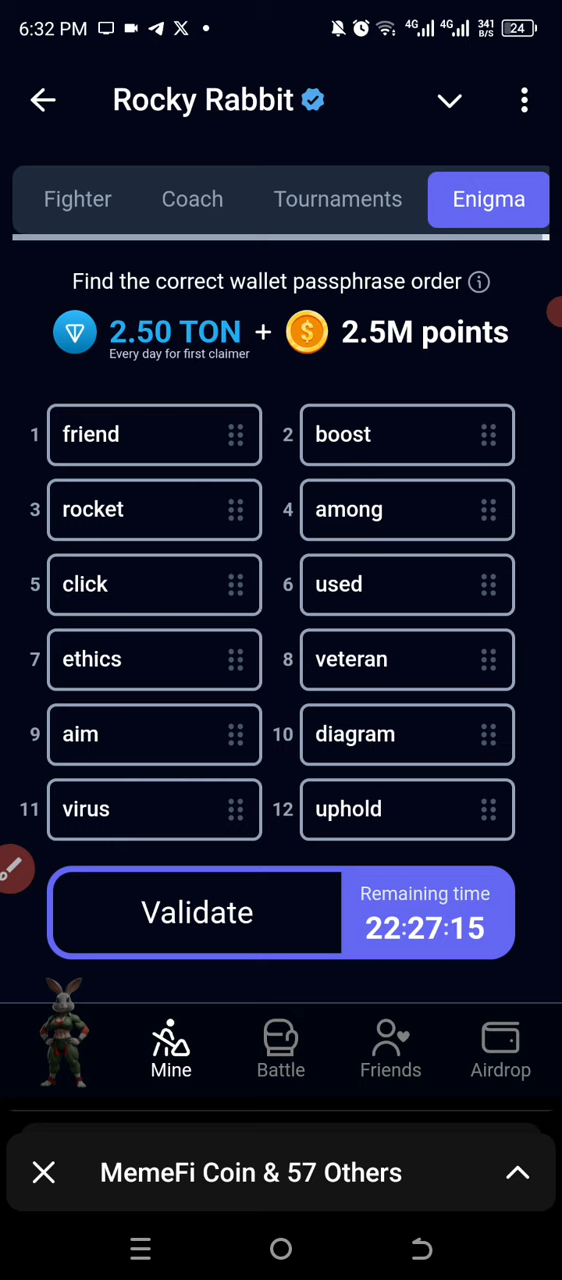 6:32 PM 4G 4G 341 B/S 24
Rocky Rabbit
Fighter Coach Tournaments Enigma
Find the correct wallet passphrase order
2.50 TON + 2.5M points
Every day for first claimer
1 friend 2 boost
3 rocket 4 among
5 click 6 used
7 ethics 8 veteran
9 aim 10 diagram
11 virus 12 uphold
Validate Remaining time
22:27:15
Mine Battle Friends Airdrop
MemeFi Coin & 57 Others